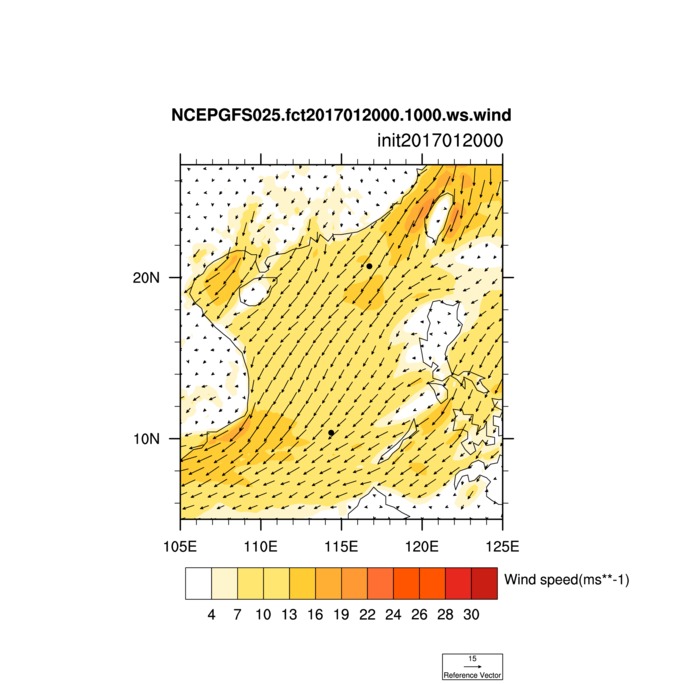 NCEPGFS025.fct2017012000.1000.ws.wind
init2017012000
20N
10N
105E 110E 115E 120E 125E
Wind speed(ms**-1)
4 7 10 13 16 19 22 24 26 28 30
15
Reference Vector